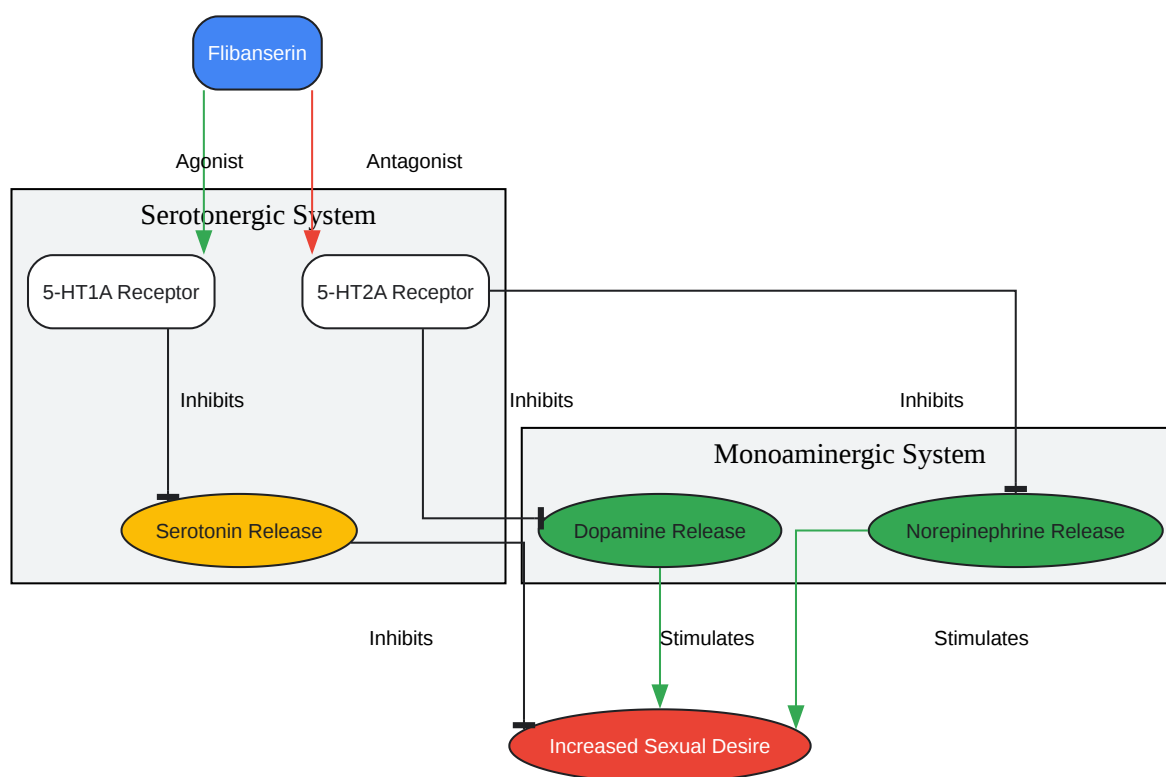 Flibanserin
Agonist
Antagonist
Serotonergic System
5-HT1A Receptor
5-HT2A Receptor
Inhibits
Inhibits
Inhibits
Monoaminergic System
Serotonin Release
Dopamine Release
Norepinephrine Release
Inhibits
Stimulates
Stimulates
Increased Sexual Desire